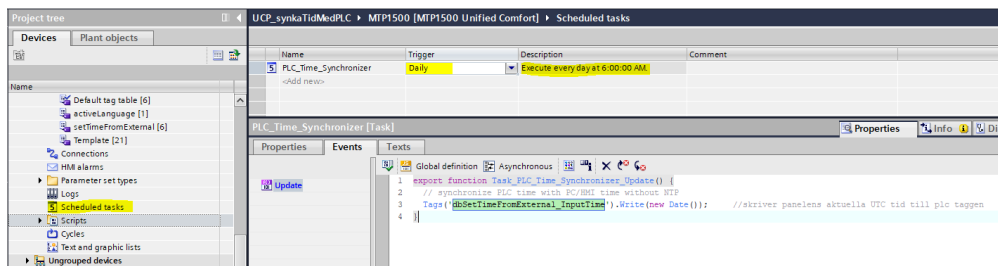 Project tree
UCP_synkaTidMedPLC ▸ MTP1500 [MTP1500 Unified Comfort] ▸ Scheduled tasks
Devices
Plant objects
Name
Default tag table [6]
activeLanguage [1]
setTimeFromExternal [6]
Template [21]
Connections
HMI alarms
Parameter set types
Logs
Scheduled tasks
Scripts
Cycles
Text and graphic lists
Ungrouped devices
Name Trigger Description Comment
PLC_Time_Synchronizer Daily Execute every day at 6:00:00 AM.
<Add new>
PLC_Time_Synchronizer [Task]
Properties Info Di
Properties Events Texts
Global definition Asynchronous
Update
1 export function Task_PLC_Time_Synchronizer_Update() {
2 // synchronize PLC time with PC/HMI time without NTP
3 Tags('dbSetTimeFromExternal_InputTime').Write(new Date()); //skriver panelens aktuella UTC tid till plc taggen
4 }